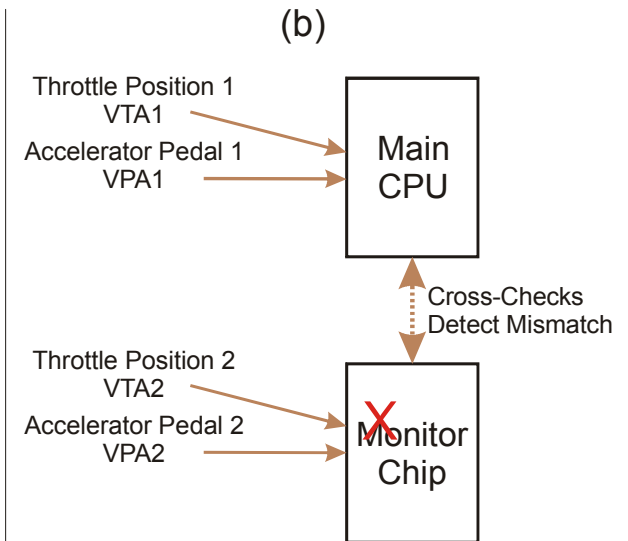 (b)
Throttle Position 1
VTA1
Accelerator Pedal 1
VPA1
Main
CPU
Cross-Checks
Detect Mismatch
Throttle Position 2
VTA2
Accelerator Pedal 2
VPA2
X
Monitor
Chip